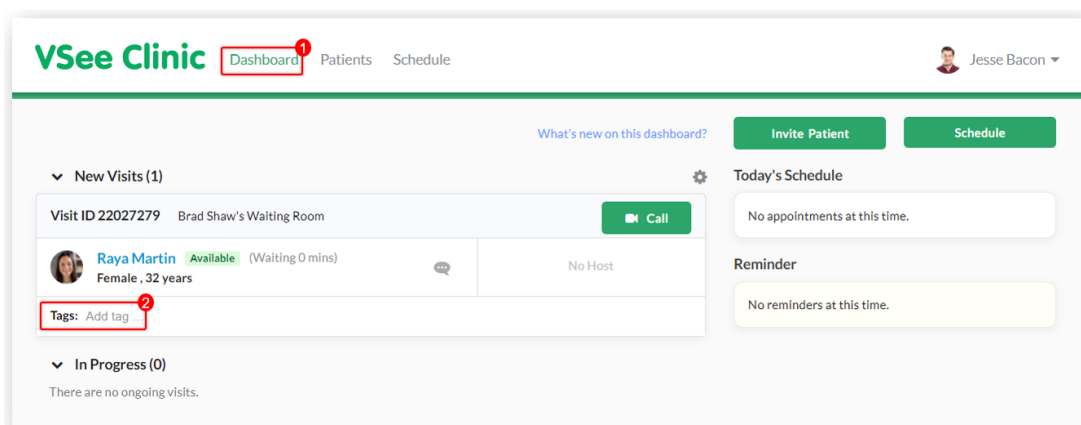 VSee Clinic Dashboard 1 Patients Schedule Jesse Bacon
What's new on this dashboard? Invite Patient Schedule
New Visits (1)
Visit ID 22027279 Brad Shaw's Waiting Room Call
Raya Martin Available (Waiting 0 mins)
Female , 32 years
No Host
2
Tags: Add tag ...
In Progress (0)
There are no ongoing visits.
Today's Schedule
No appointments at this time.
Reminder
No reminders at this time.